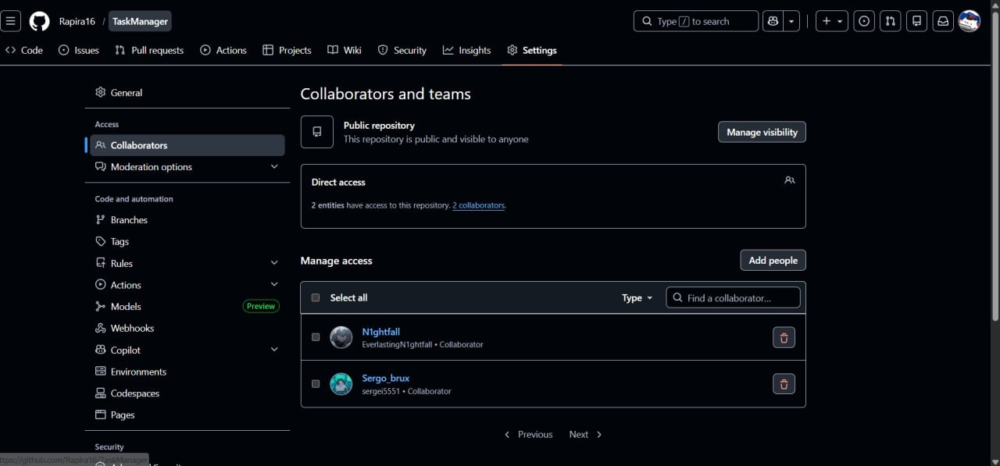 Rapira16 / TaskManager
Type / to search
Code Issues Pull requests Actions Projects Wiki Security Insights Settings
General
Access
Collaborators
Moderation options
Code and automation
Branches
Tags
Rules
Actions
Models Preview
Webhooks
Copilot
Environments
Codespaces
Pages
Security
Collaborators and teams
Public repository
This repository is public and visible to anyone
Manage visibility
Direct access
2 entities have access to this repository. 2 collaborators.
Manage access
Add people
Select all Type Find a collaborator...
N1ghtfall
EverlastingN1ghtfall • Collaborator
Sergo_brux
sergei5551 • Collaborator
Previous Next
ttps://github.com/Rapira16/TaskManager